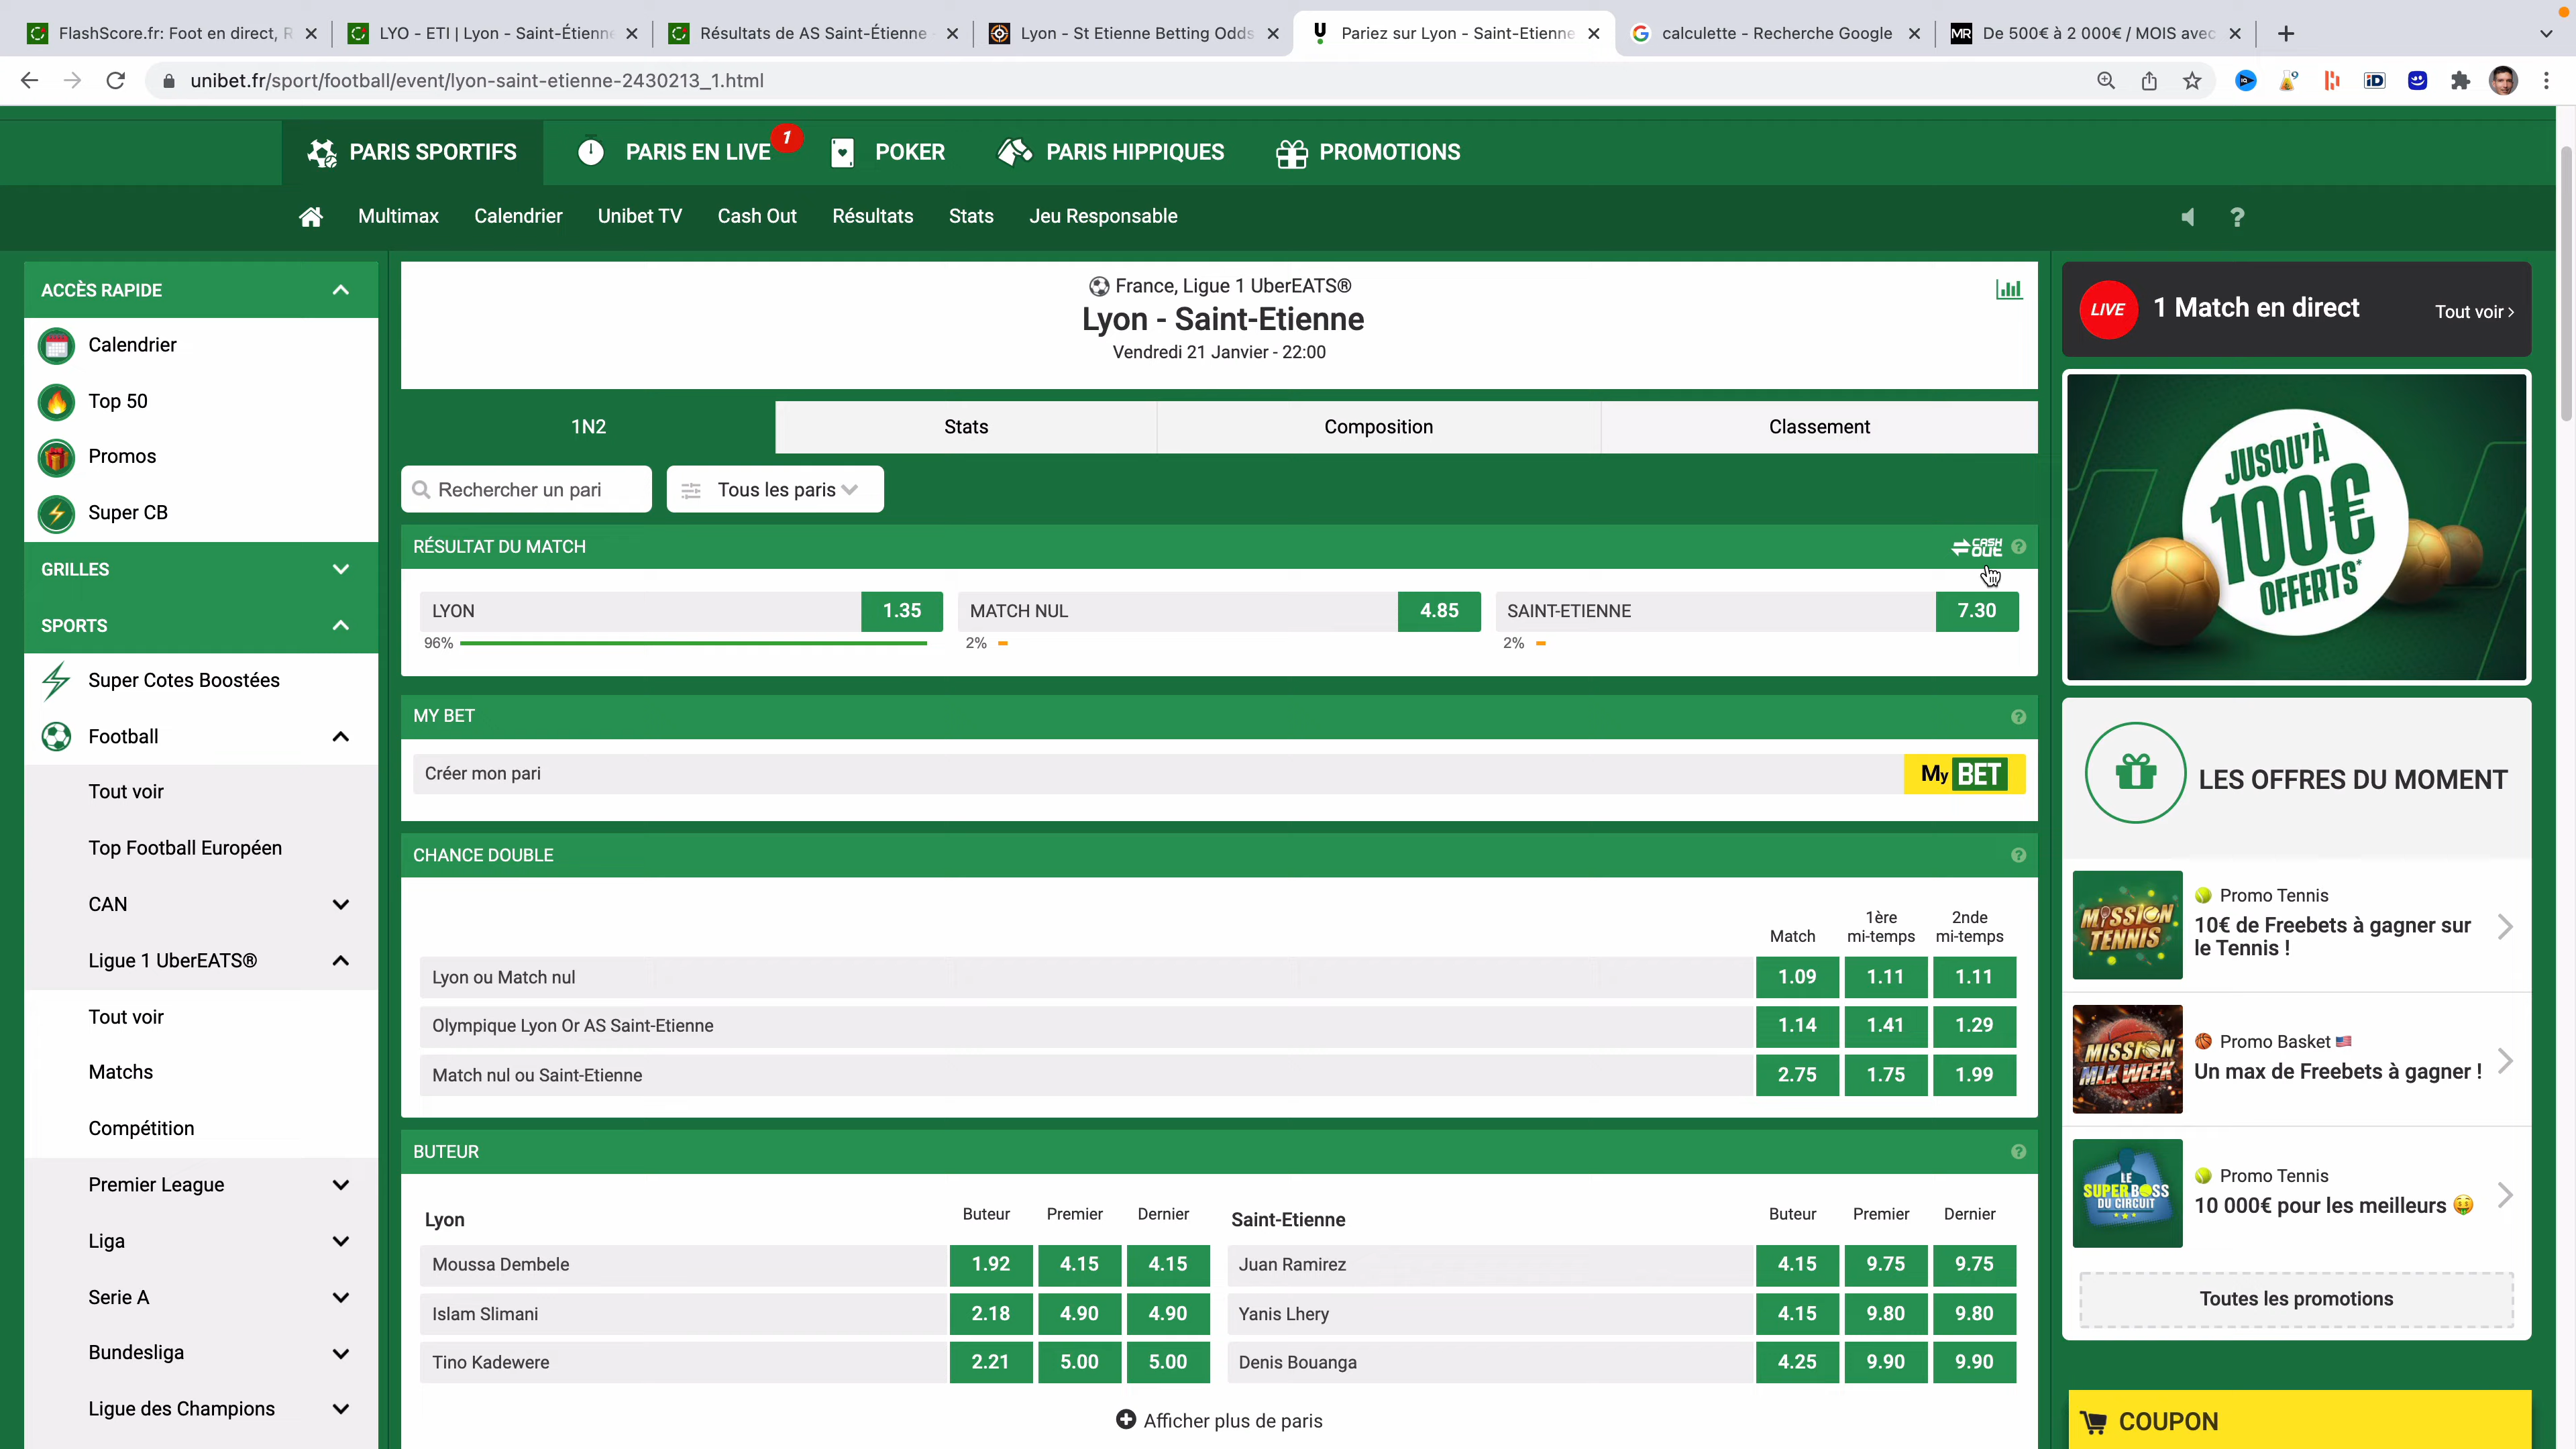 FlashScore.fr: Foot en direct, R
LYO - ETI | Lyon - Saint-Étienne
Résultats de AS Saint-Étienne -
Lyon - St Etienne Betting Odds
Pariez sur Lyon - Saint-Etienne
calculette - Recherche Google
MR De 500€ à 2 000€ / MOIS avec
unibet.fr/sport/football/event/lyon-saint-etienne-2430213_1.html
PARIS SPORTIFS
PARIS EN LIVE 1
POKER
PARIS HIPPIQUES
PROMOTIONS
Multimax
Calendrier
Unibet TV
Cash Out
Résultats
Stats
Jeu Responsable
?
ACCÈS RAPIDE
Calendrier
Top 50
Promos
Super CB
GRILLES
SPORTS
Super Cotes Boostées
Football
Tout voir
Top Football Européen
CAN
Ligue 1 UberEATS®
Tout voir
Matchs
Compétition
Premier League
Liga
Serie A
Bundesliga
Ligue des Champions
France, Ligue 1 UberEATS®
Lyon - Saint-Etienne
Vendredi 21 Janvier - 22:00
1N2
Stats
Composition
Classement
Rechercher un pari
Tous les paris
RÉSULTAT DU MATCH
CASH OUT ?
LYON 1.35 MATCH NUL 4.85 SAINT-ETIENNE 7.30
96% 2% 2%
MY BET ?
Créer mon pari My BET
CHANCE DOUBLE ?
Match 1ère mi-temps 2nde mi-temps
Lyon ou Match nul 1.09 1.11 1.11
Olympique Lyon Or AS Saint-Etienne 1.14 1.41 1.29
Match nul ou Saint-Etienne 2.75 1.75 1.99
BUTEUR ?
Lyon Buteur Premier Dernier Saint-Etienne Buteur Premier Dernier
Moussa Dembele 1.92 4.15 4.15 Juan Ramirez 4.15 9.75 9.75
Islam Slimani 2.18 4.90 4.90 Yanis Lhery 4.15 9.80 9.80
Tino Kadewere 2.21 5.00 5.00 Denis Bouanga 4.25 9.90 9.90
Afficher plus de paris
LIVE 1 Match en direct Tout voir ›
JUSQU'À
100€
OFFERTS*
LES OFFRES DU MOMENT
MISSION
TENNIS
Promo Tennis
10€ de Freebets à gagner sur
le Tennis !
MISSION
MLK WEEK
Promo Basket 🇺🇸
Un max de Freebets à gagner !
LE
SUPER BOSS
DU CIRCUIT
Promo Tennis
10 000€ pour les meilleurs 🤑
Toutes les promotions
COUPON